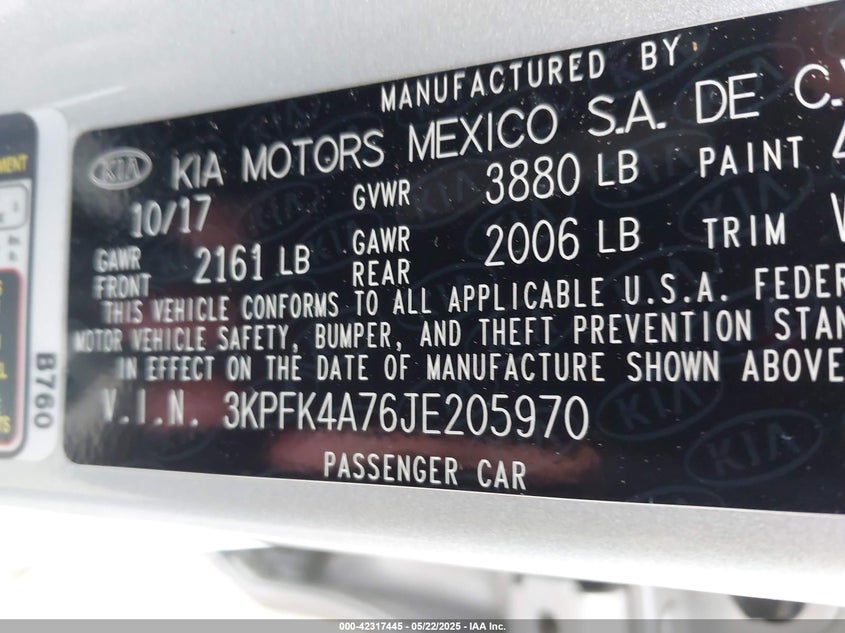 MANUFACTURED BY
KIA KIA MOTORS MEXICO S.A. DE C.V
10/17 GVWR 3880 LB PAINT
GAWR FRONT 2161 LB GAWR REAR 2006 LB TRIM
THIS VEHICLE CONFORMS TO ALL APPLICABLE U.S.A. FEDER
MOTOR VEHICLE SAFETY, BUMPER, AND THEFT PREVENTION STAN
IN EFFECT ON THE DATE OF MANUFACTURE SHOWN ABOVE
V.I.N. 3KPFK4A76JE205970
PASSENGER CAR
B760
000-42317445 - 05/22/2025 - IAA Inc.